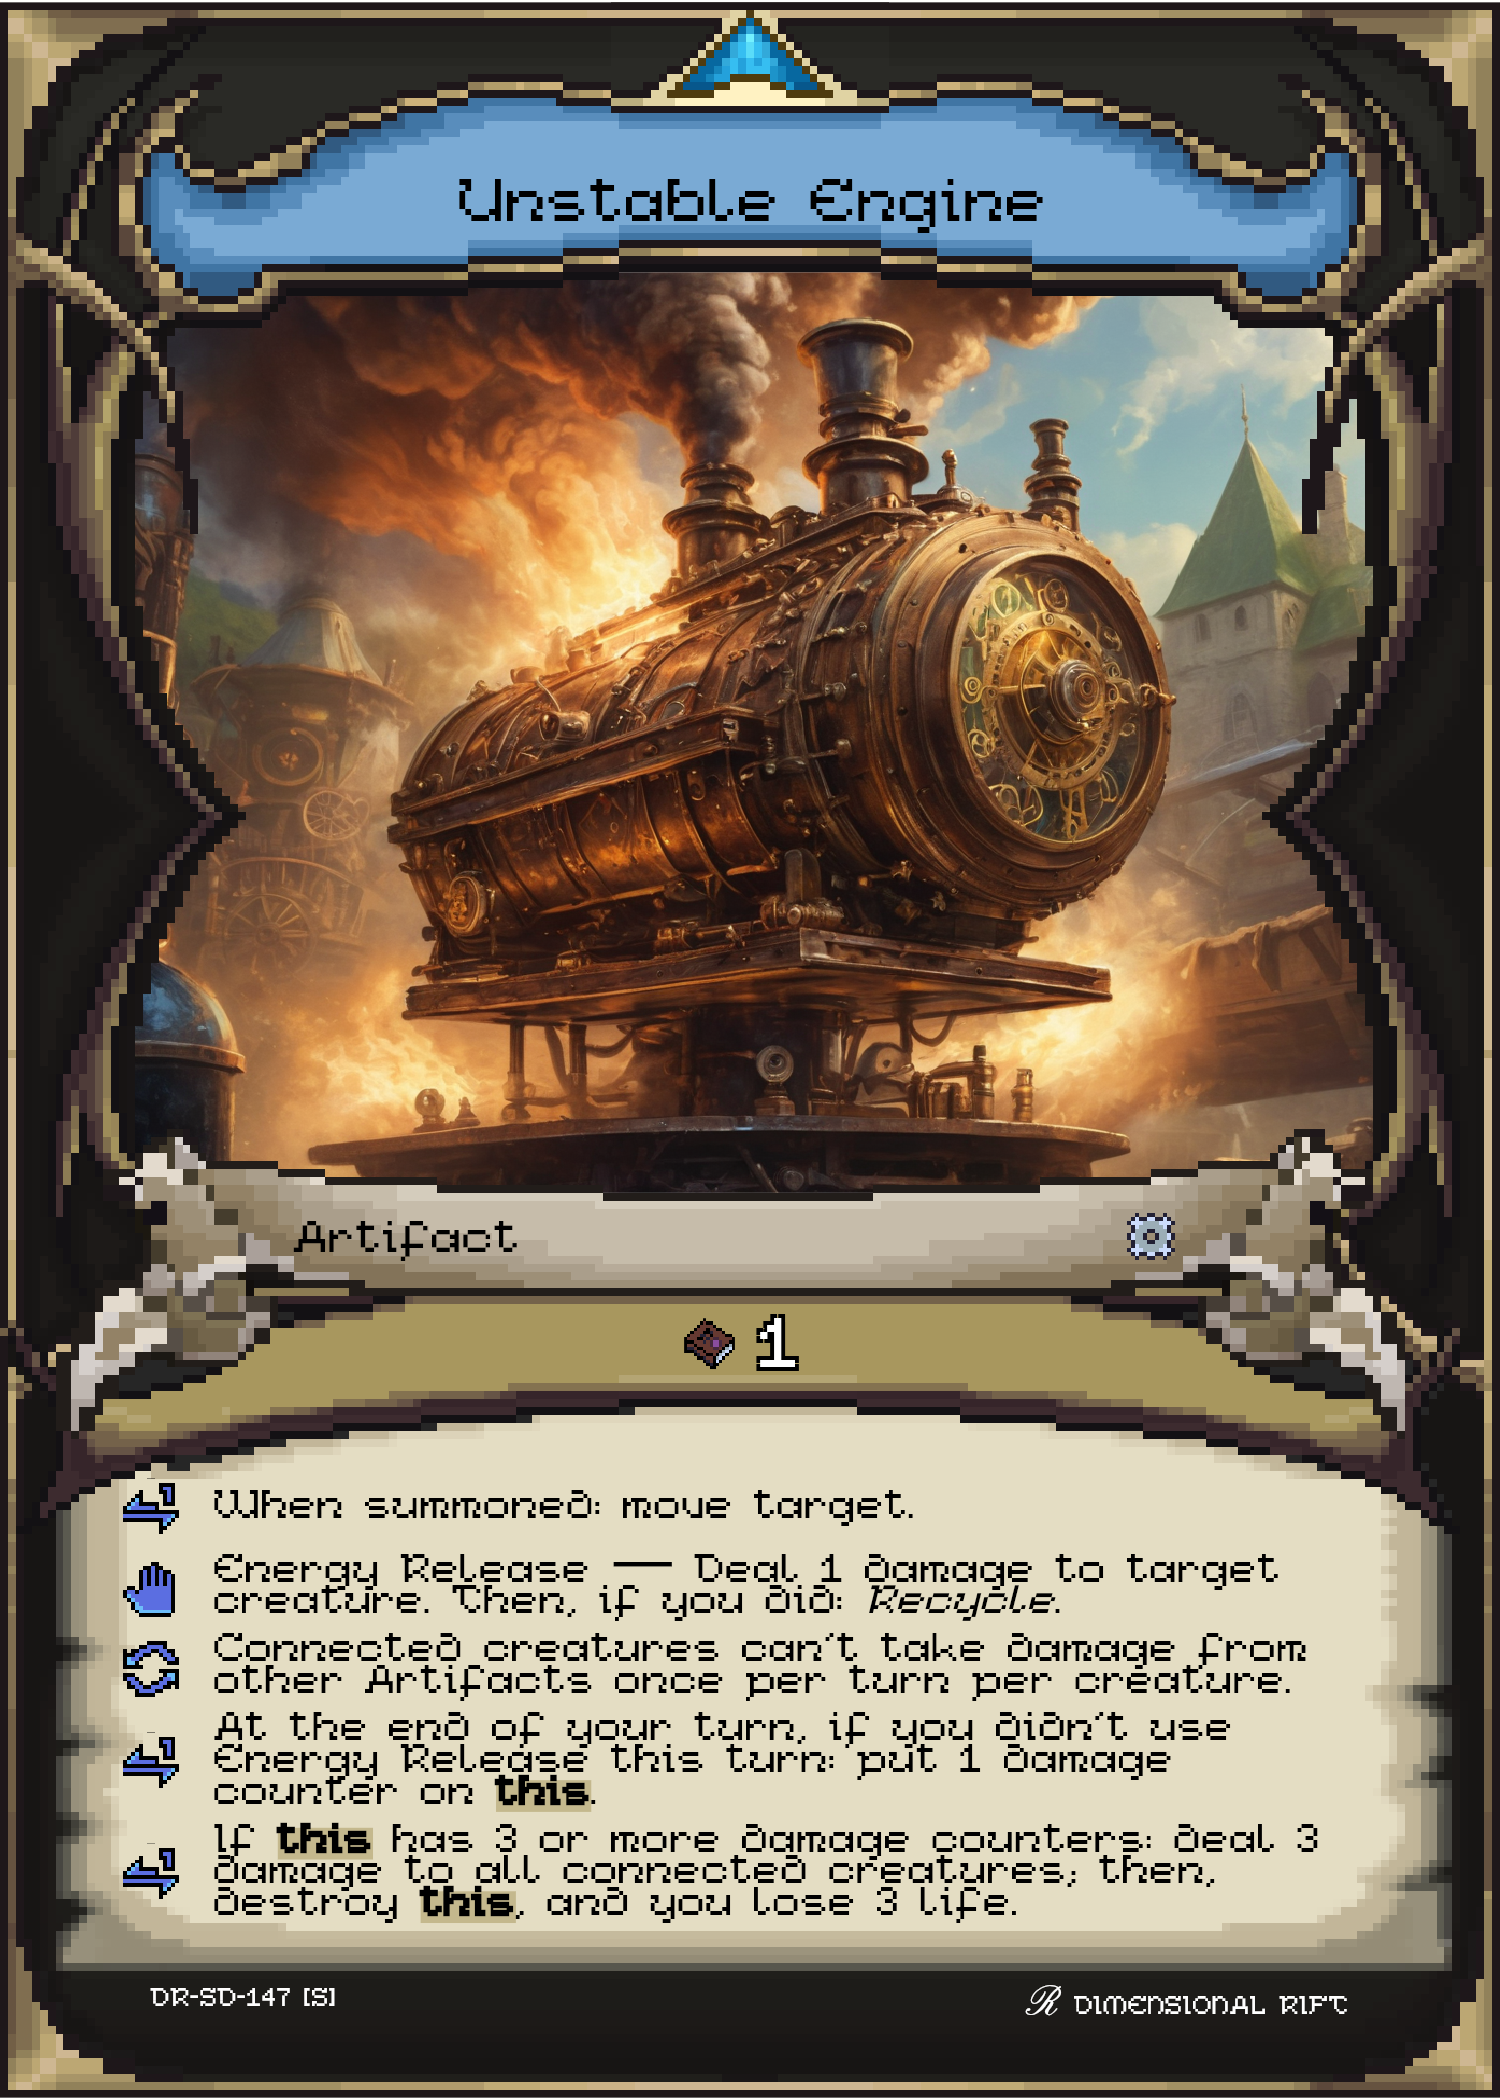 Unstable Engine
Artifact
1
When summoned: move target.
Energy Release — Deal 1 damage to target
creature. Then, if you did: Recycle.
Connected creatures can't take damage from
other Artifacts once per turn per creature.
At the end of your turn, if you didn't use
Energy Release this turn: put 1 damage
counter on this.
If this has 3 or more damage counters: deal 3
damage to all connected creatures; then,
destroy this, and you lose 3 life.
DR-SD-147 [S]
R DIMENSIONAL RIFT